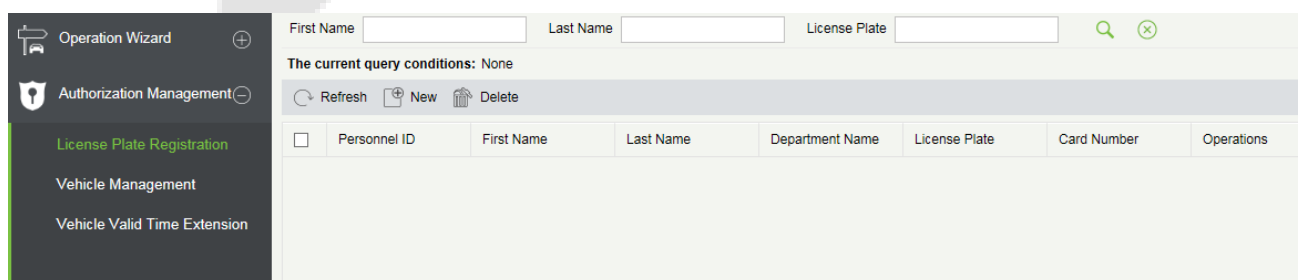 Operation Wizard
Authorization Management
License Plate Registration
Vehicle Management
Vehicle Valid Time Extension
First Name Last Name License Plate
The current query conditions: None
Refresh New Delete
Personnel ID First Name Last Name Department Name License Plate Card Number Operations